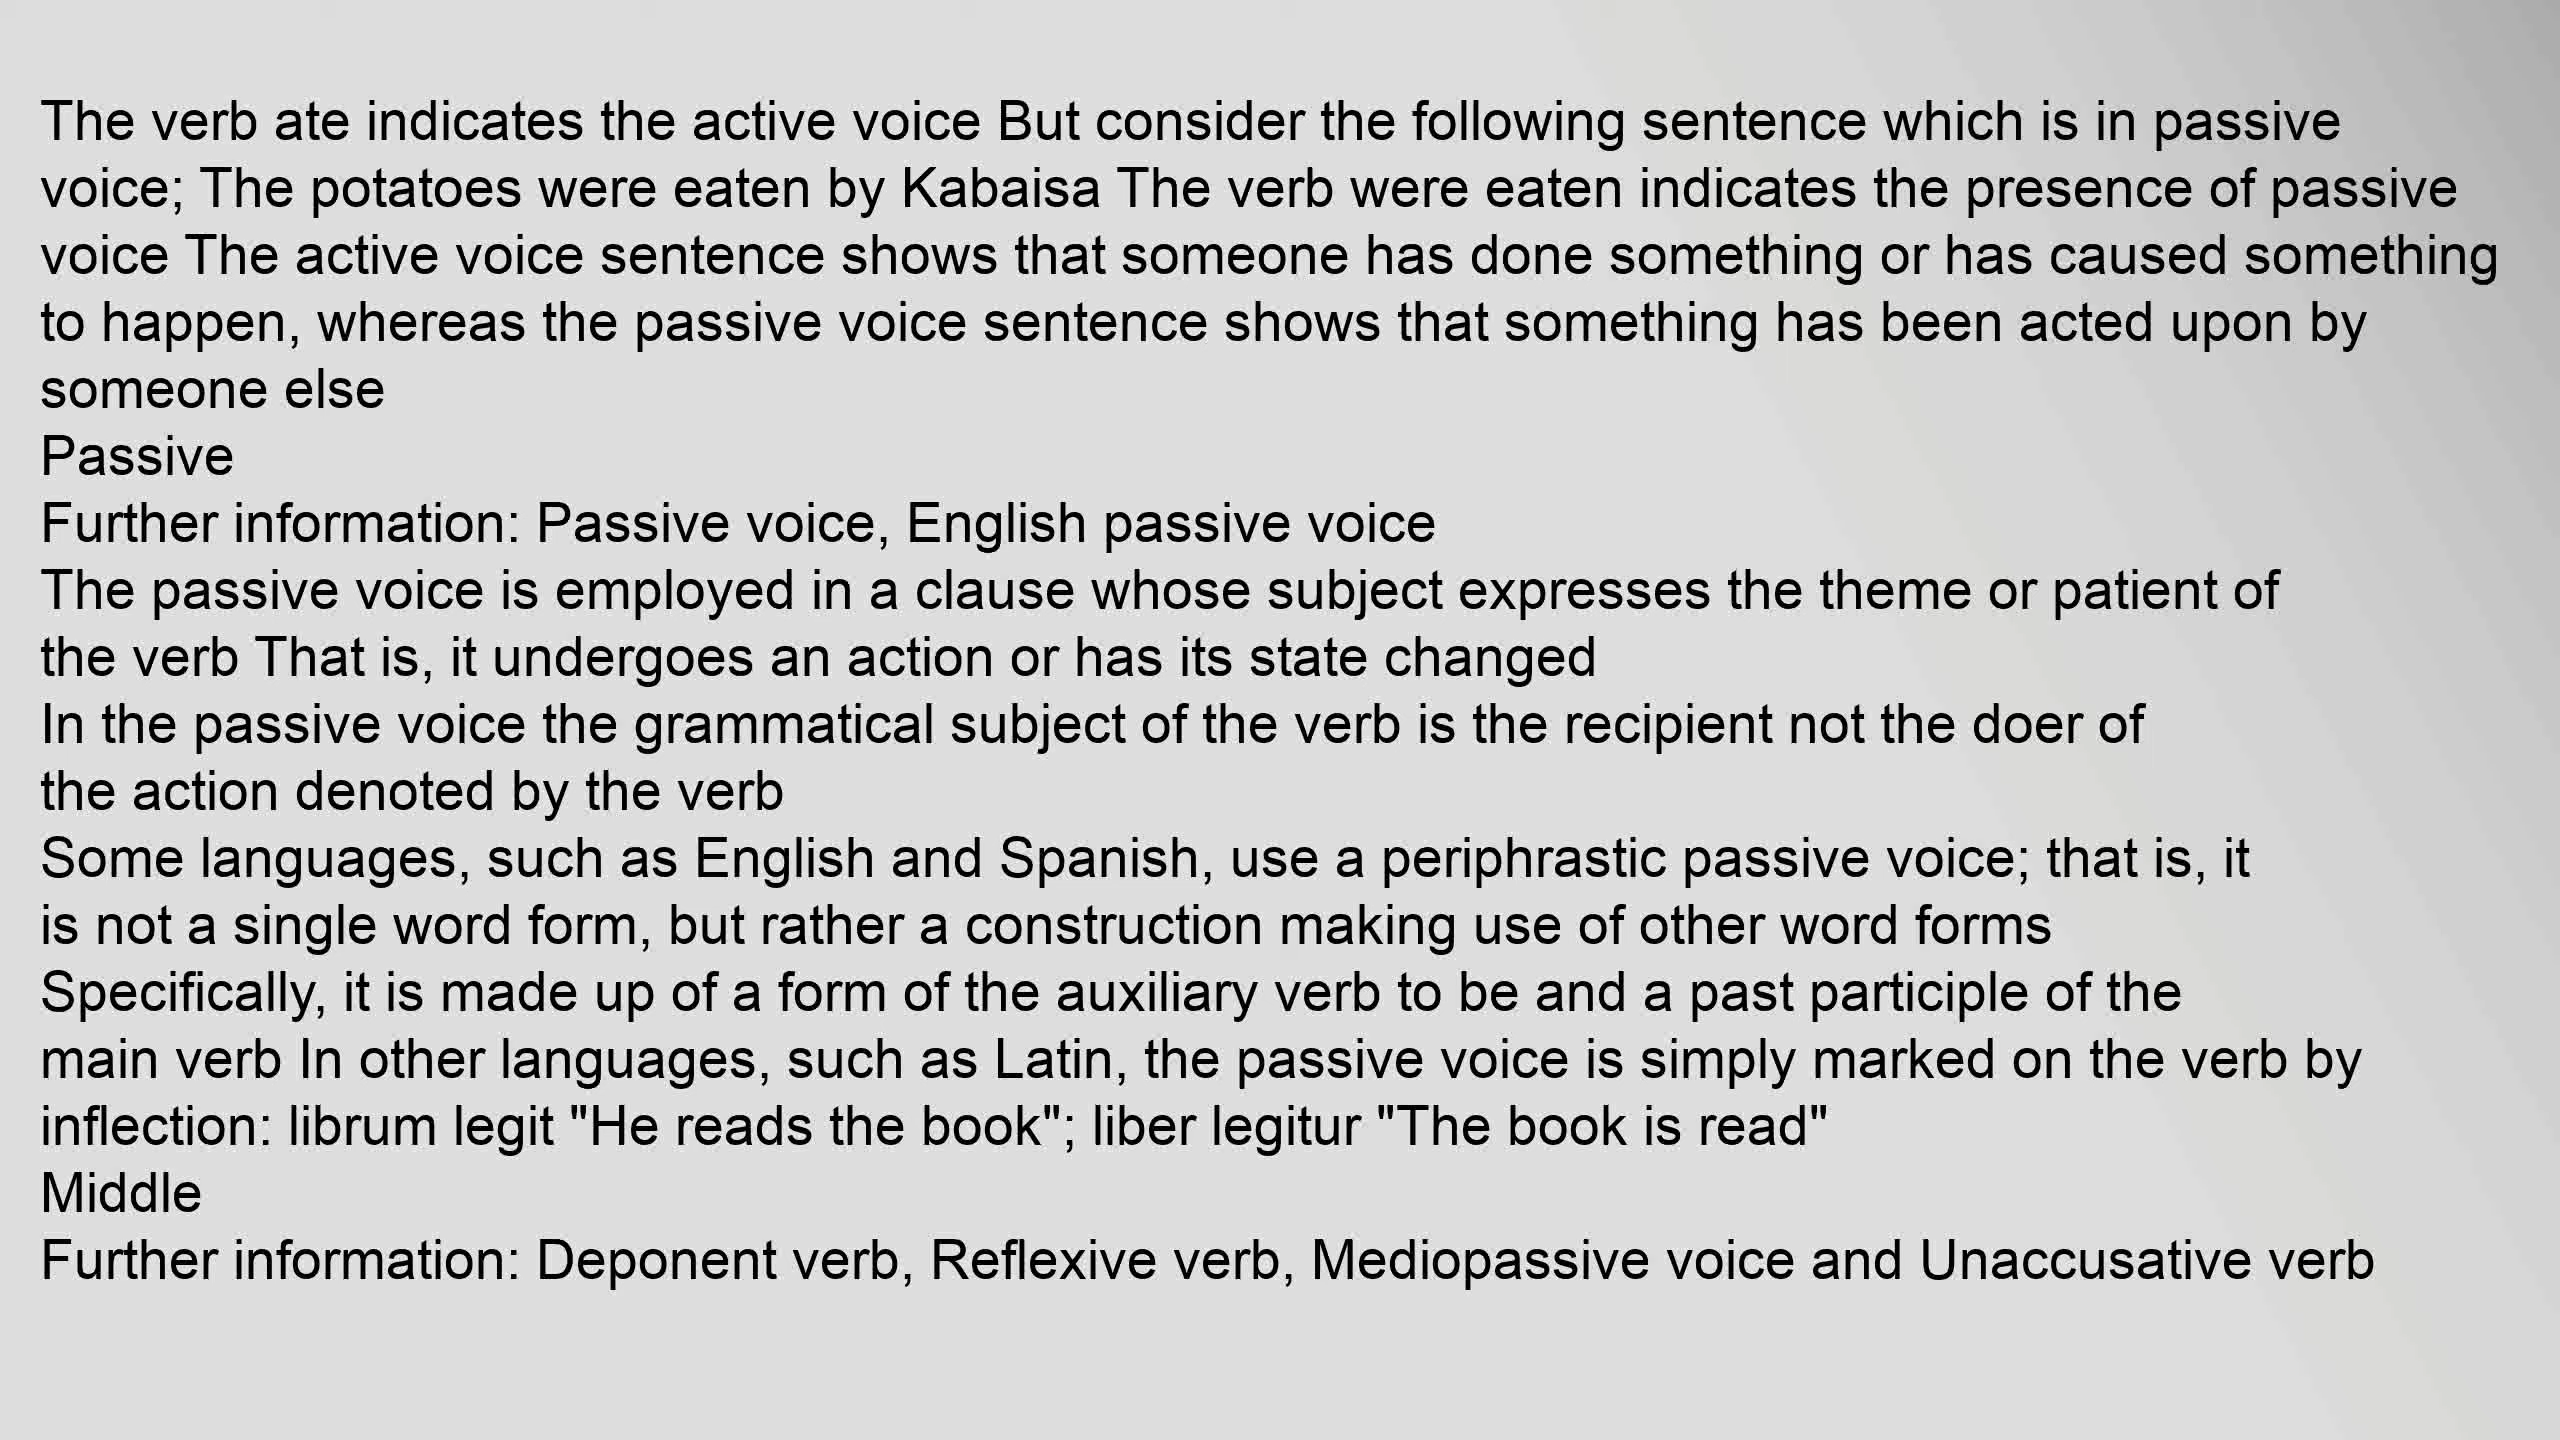 The verb ate indicates the active voice But consider the following sentence which is in passive
voice; The potatoes were eaten by Kabaisa The verb were eaten indicates the presence of passive
voice The active voice sentence shows that someone has done something or has caused something
to happen, whereas the passive voice sentence shows that something has been acted upon by
someone else
Passive
Further information: Passive voice, English passive voice
The passive voice is employed in a clause whose subject expresses the theme or patient of
the verb That is, it undergoes an action or has its state changed
In the passive voice the grammatical subject of the verb is the recipient not the doer of
the action denoted by the verb
Some languages, such as English and Spanish, use a periphrastic passive voice; that is, it
is not a single word form, but rather a construction making use of other word forms
Specifically, it is made up of a form of the auxiliary verb to be and a past participle of the
main verb In other languages, such as Latin, the passive voice is simply marked on the verb by
inflection: librum legit "He reads the book"; liber legitur "The book is read"
Middle
Further information: Deponent verb, Reflexive verb, Mediopassive voice and Unaccusative verb